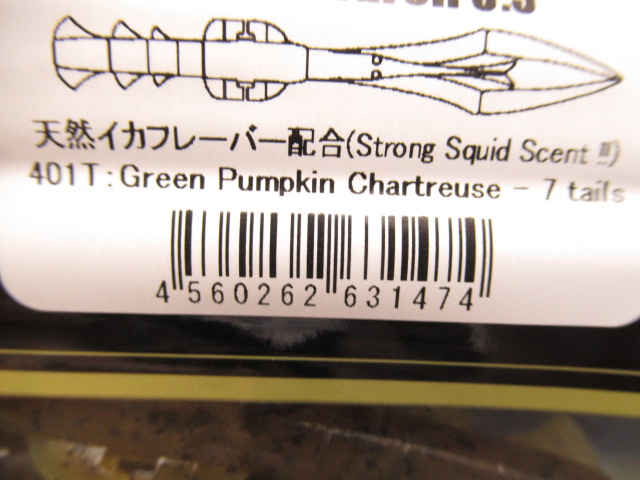 天然イカフレーバー配合(Strong Squid Scent !!!)
401T:Green Pumpkin Chartreuse - 7 tails
4 560262 631474